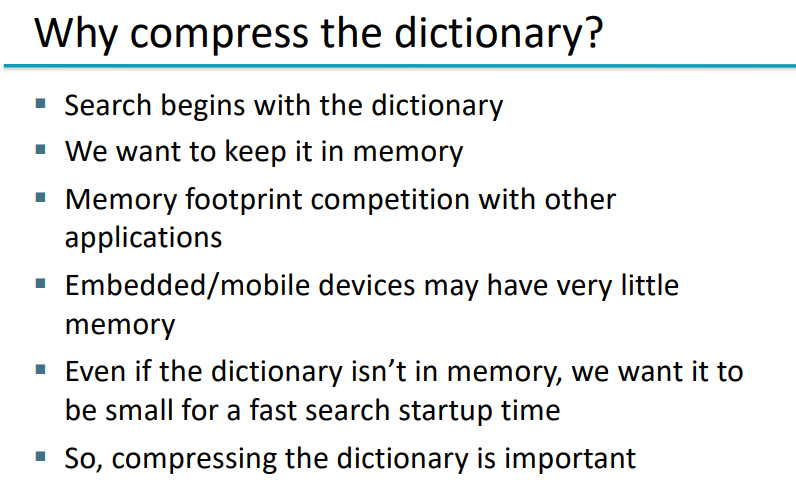 Why compress the dictionary?
▪ Search begins with the dictionary
▪ We want to keep it in memory
▪ Memory footprint competition with other
applications
▪ Embedded/mobile devices may have very little
memory
▪ Even if the dictionary isn’t in memory, we want it to
be small for a fast search startup time
▪ So, compressing the dictionary is important